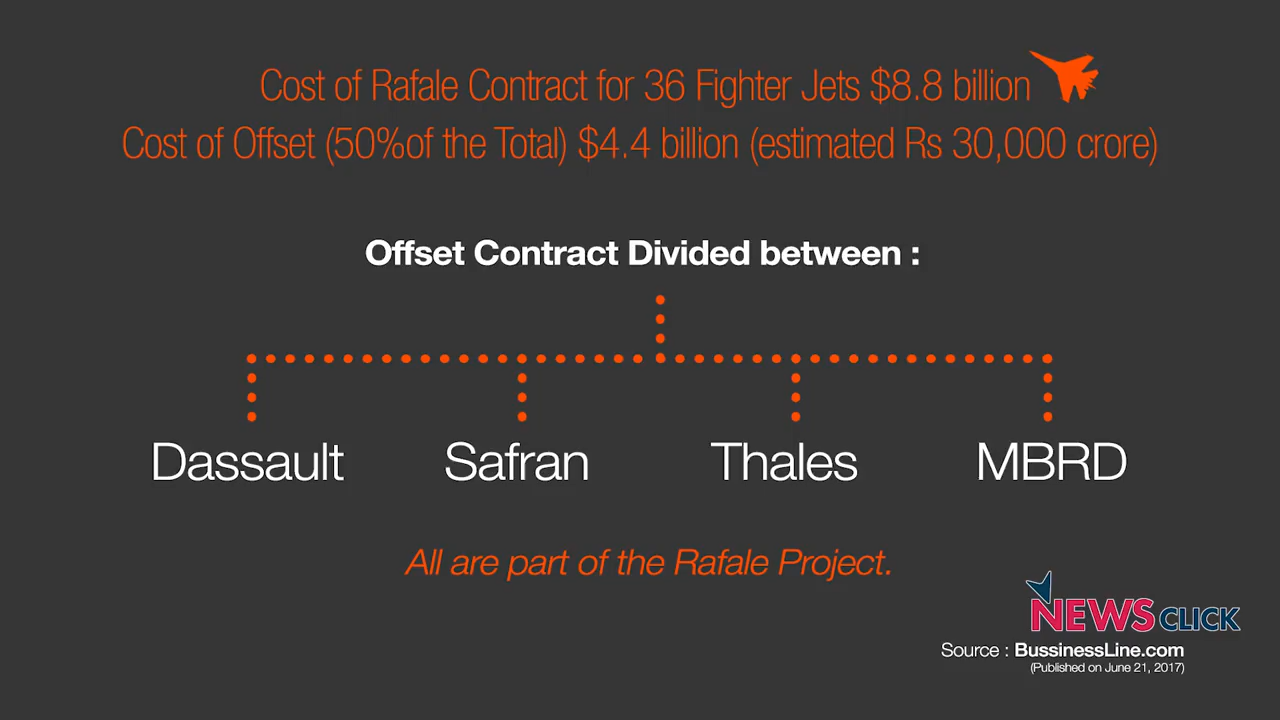 Cost of Rafale Contract for 36 Fighter Jets $8.8 billion
Cost of Offset (50%of the Total) $4.4 billion (estimated Rs 30,000 crore)
Offset Contract Divided between :
Dassault Safran Thales MBRD
All are part of the Rafale Project.
NEWSCLICK
Source : BussinessLine.com
(Published on June 21, 2017)